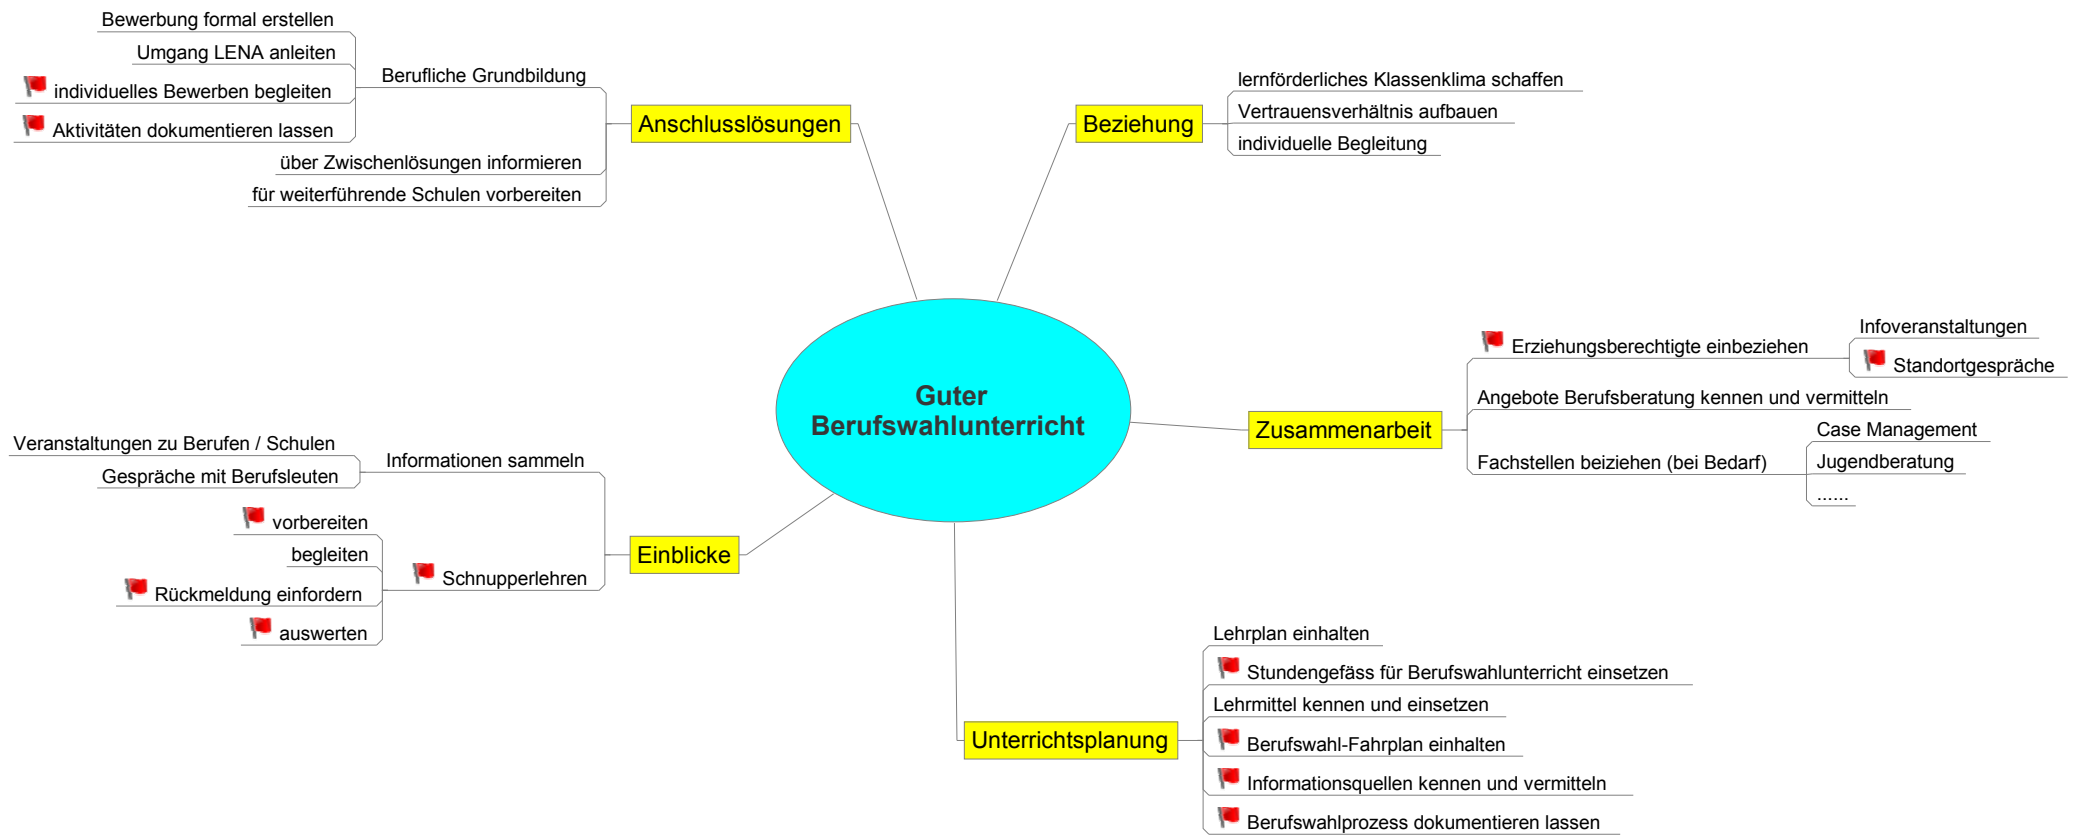 Guter
Berufswahlunterricht
Anschlusslösungen
Berufliche Grundbildung
Bewerbung formal erstellen
Umgang LENA anleiten
individuelles Bewerben begleiten
Aktivitäten dokumentieren lassen
über Zwischenlösungen informieren
für weiterführende Schulen vorbereiten
Beziehung
lernförderliches Klassenklima schaffen
Vertrauensverhältnis aufbauen
individuelle Begleitung
Zusammenarbeit
Erziehungsberechtigte einbeziehen
Infoveranstaltungen
Standortgespräche
Angebote Berufsberatung kennen und vermitteln
Fachstellen beiziehen (bei Bedarf)
Case Management
Jugendberatung
......
Einblicke
Informationen sammeln
Veranstaltungen zu Berufen / Schulen
Gespräche mit Berufsleuten
Schnupperlehren
vorbereiten
begleiten
Rückmeldung einfordern
auswerten
Unterrichtsplanung
Lehrplan einhalten
Stundengefäss für Berufswahlunterricht einsetzen
Lehrmittel kennen und einsetzen
Berufswahl-Fahrplan einhalten
Informationsquellen kennen und vermitteln
Berufswahlprozess dokumentieren lassen